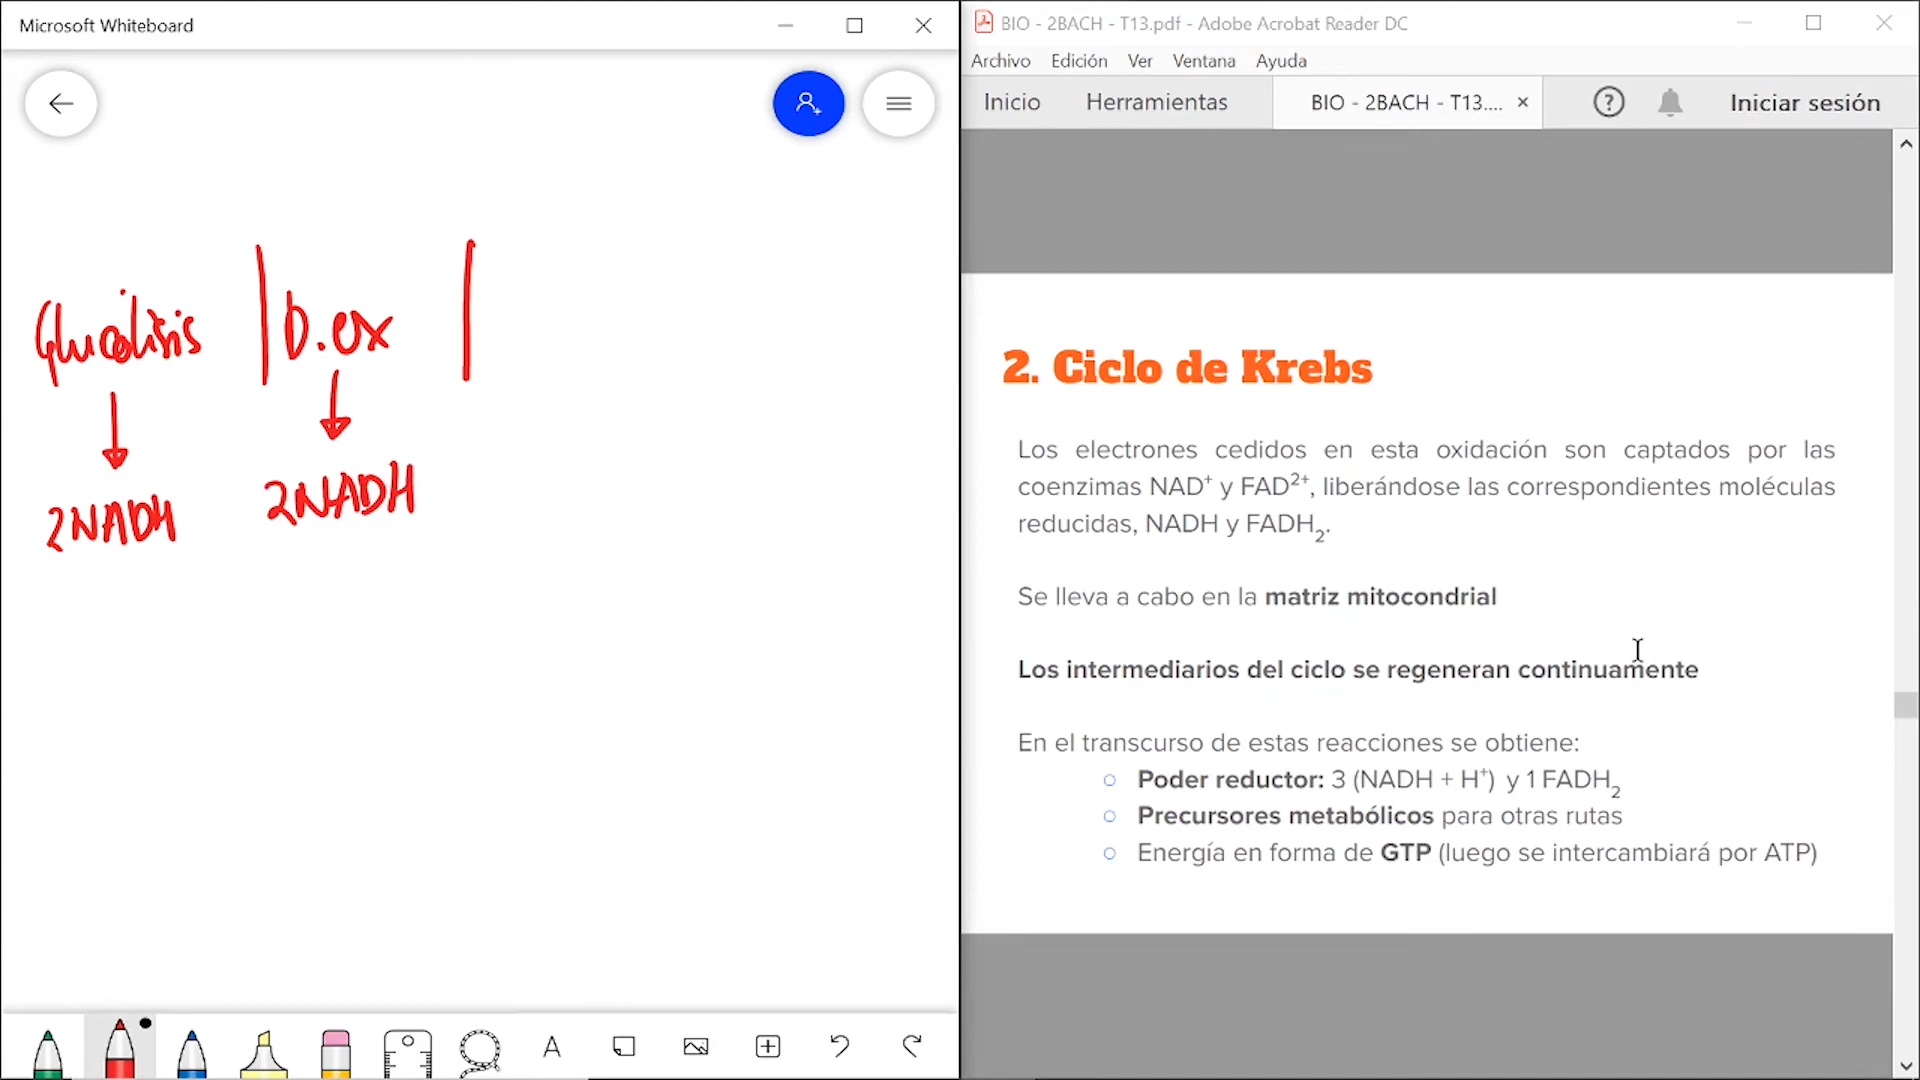 Microsoft Whiteboard
Glucolisis
D.ex
2NADH
2NADH
A
BIO - 2BACH - T13.pdf - Adobe Acrobat Reader DC
Archivo Edición Ver Ventana Ayuda
Inicio Herramientas BIO - 2BACH - T13.... × ? Iniciar sesión
2. Ciclo de Krebs
Los electrones cedidos en esta oxidación son captados por las
coenzimas NAD⁺ y FAD²⁺, liberándose las correspondientes moléculas
reducidas, NADH y FADH₂.
Se lleva a cabo en la matriz mitocondrial
Los intermediarios del ciclo se regeneran continuamente
En el transcurso de estas reacciones se obtiene:
○ Poder reductor: 3 (NADH + H⁺) y 1 FADH₂
○ Precursores metabólicos para otras rutas
○ Energía en forma de GTP (luego se intercambiará por ATP)